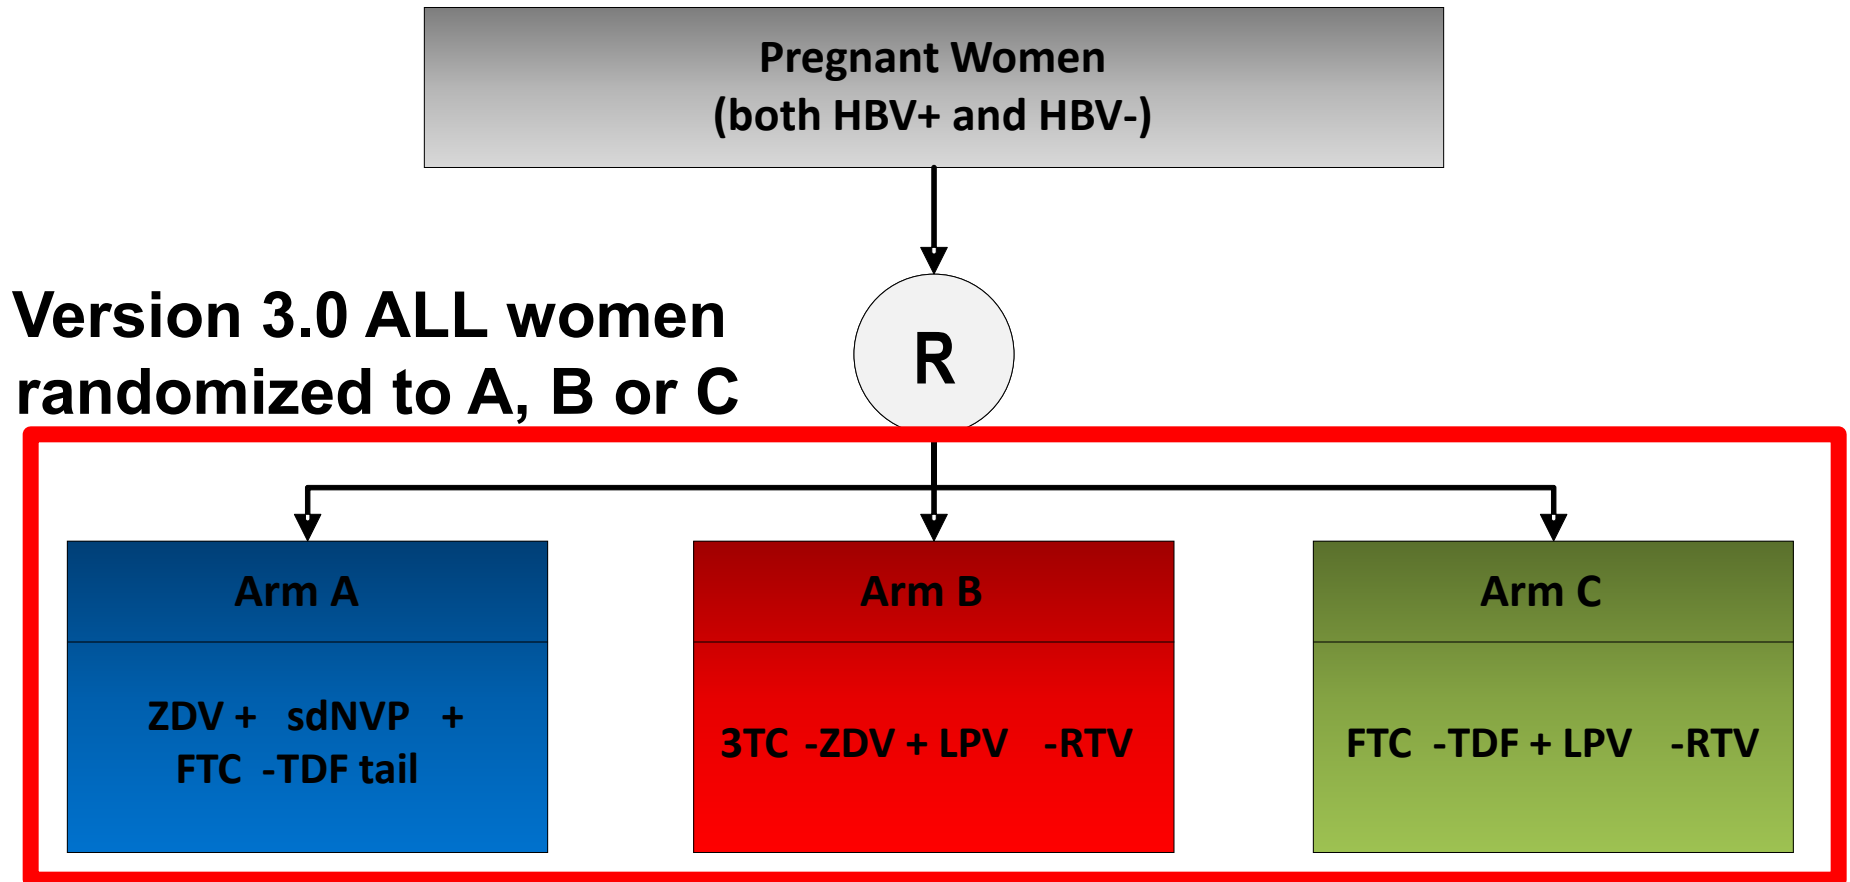 Pregnant Women
(both HBV+ and HBV-)
Version 3.0 ALL women
randomized to A, B or C
R
Arm A
ZDV + sdNVP +
FTC -TDF tail
Arm B
3TC -ZDV + LPV -RTV
Arm C
FTC -TDF + LPV -RTV